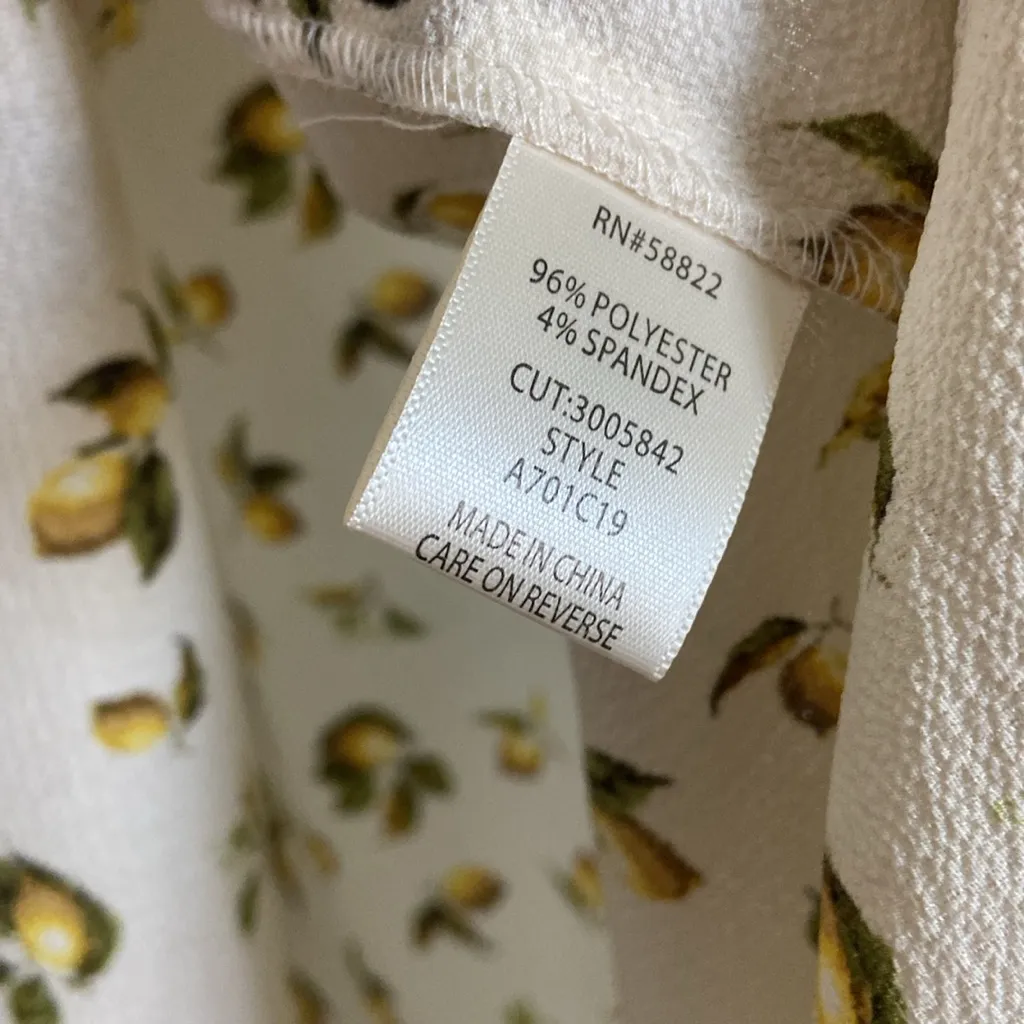 RN#58822
96% POLYESTER
4% SPANDEX
CUT:3005842
STYLE
A701C19
MADE IN CHINA
CARE ON REVERSE